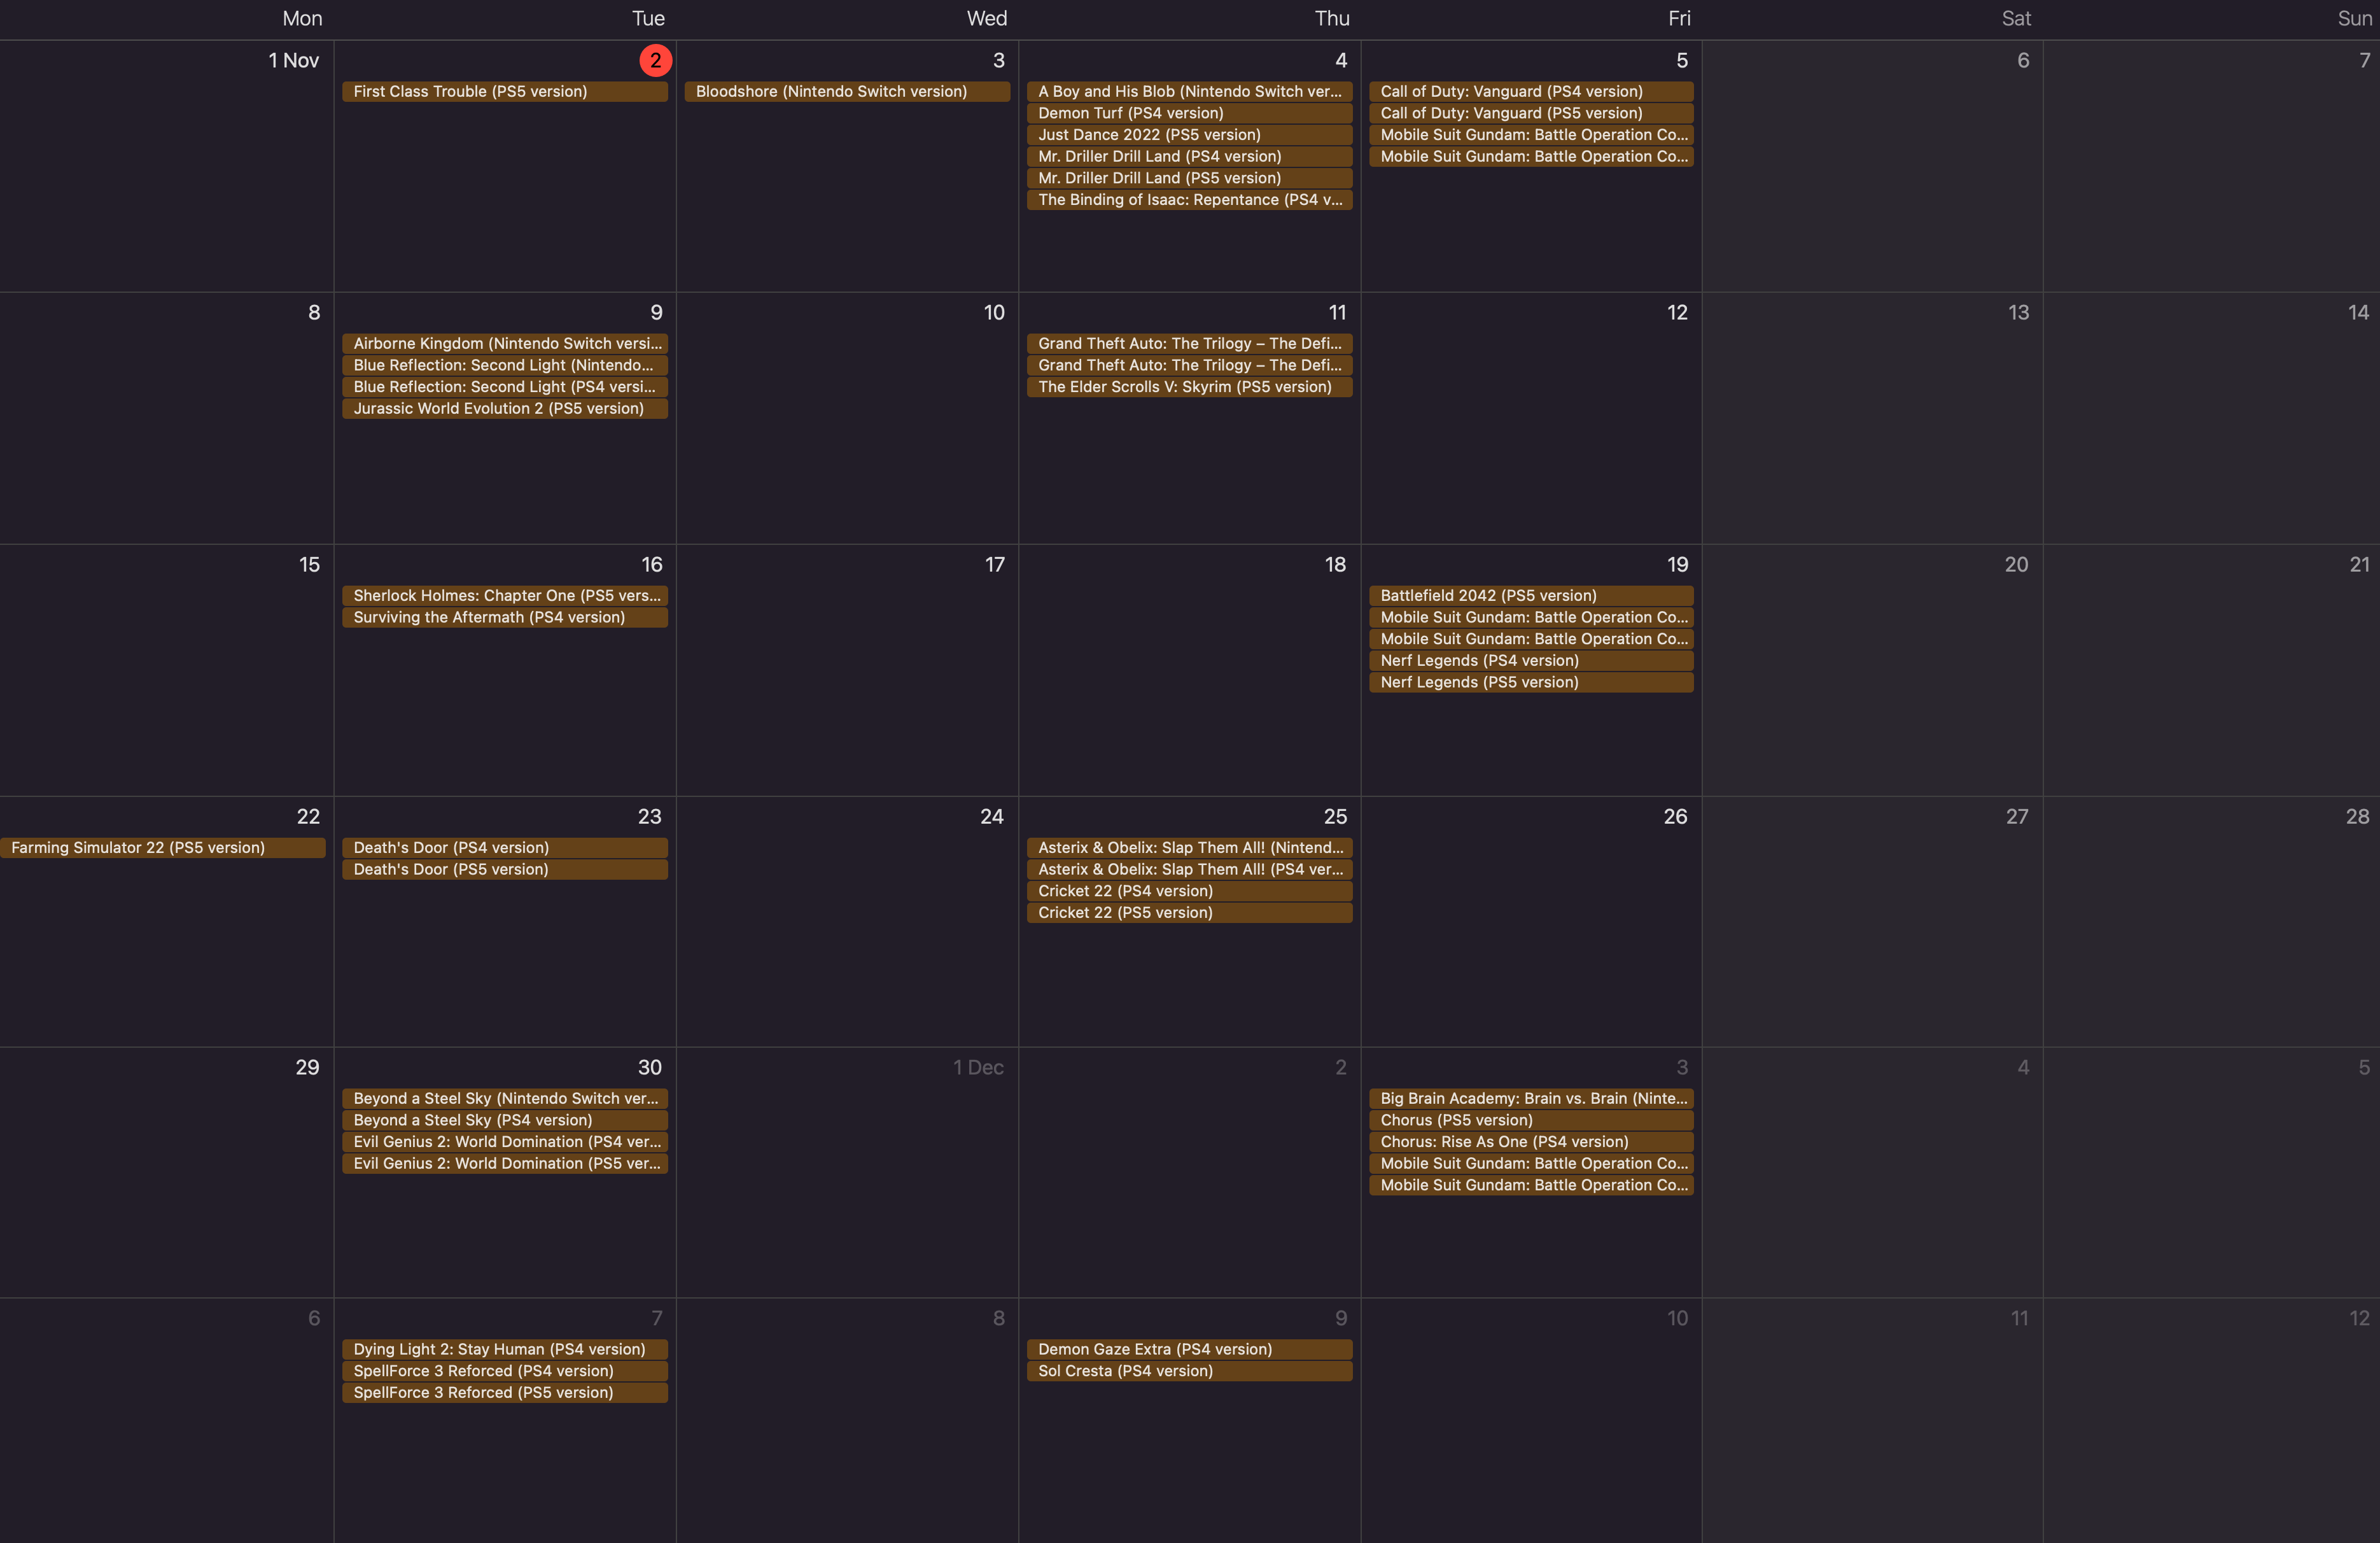 Mon Tue Wed Thu Fri Sat Sun
1 Nov
2
First Class Trouble (PS5 version)
3
Bloodshore (Nintendo Switch version)
4
A Boy and His Blob (Nintendo Switch ver...
Demon Turf (PS4 version)
Just Dance 2022 (PS5 version)
Mr. Driller Drill Land (PS4 version)
Mr. Driller Drill Land (PS5 version)
The Binding of Isaac: Repentance (PS4 v...
5
Call of Duty: Vanguard (PS4 version)
Call of Duty: Vanguard (PS5 version)
Mobile Suit Gundam: Battle Operation Co...
Mobile Suit Gundam: Battle Operation Co...
6
7
8
9
Airborne Kingdom (Nintendo Switch versi...
Blue Reflection: Second Light (Nintendo...
Blue Reflection: Second Light (PS4 versi...
Jurassic World Evolution 2 (PS5 version)
10
11
Grand Theft Auto: The Trilogy – The Defi...
Grand Theft Auto: The Trilogy – The Defi...
The Elder Scrolls V: Skyrim (PS5 version)
12
13
14
15
16
Sherlock Holmes: Chapter One (PS5 vers...
Surviving the Aftermath (PS4 version)
17
18
19
Battlefield 2042 (PS5 version)
Mobile Suit Gundam: Battle Operation Co...
Mobile Suit Gundam: Battle Operation Co...
Nerf Legends (PS4 version)
Nerf Legends (PS5 version)
20
21
22
Farming Simulator 22 (PS5 version)
23
Death's Door (PS4 version)
Death's Door (PS5 version)
24
25
Asterix & Obelix: Slap Them All! (Nintend...
Asterix & Obelix: Slap Them All! (PS4 ver...
Cricket 22 (PS4 version)
Cricket 22 (PS5 version)
26
27
28
29
30
Beyond a Steel Sky (Nintendo Switch ver...
Beyond a Steel Sky (PS4 version)
Evil Genius 2: World Domination (PS4 ver...
Evil Genius 2: World Domination (PS5 ver...
1 Dec
2
3
Big Brain Academy: Brain vs. Brain (Ninte...
Chorus (PS5 version)
Chorus: Rise As One (PS4 version)
Mobile Suit Gundam: Battle Operation Co...
Mobile Suit Gundam: Battle Operation Co...
4
5
6
7
Dying Light 2: Stay Human (PS4 version)
SpellForce 3 Reforced (PS4 version)
SpellForce 3 Reforced (PS5 version)
8
9
Demon Gaze Extra (PS4 version)
Sol Cresta (PS4 version)
10
11
12